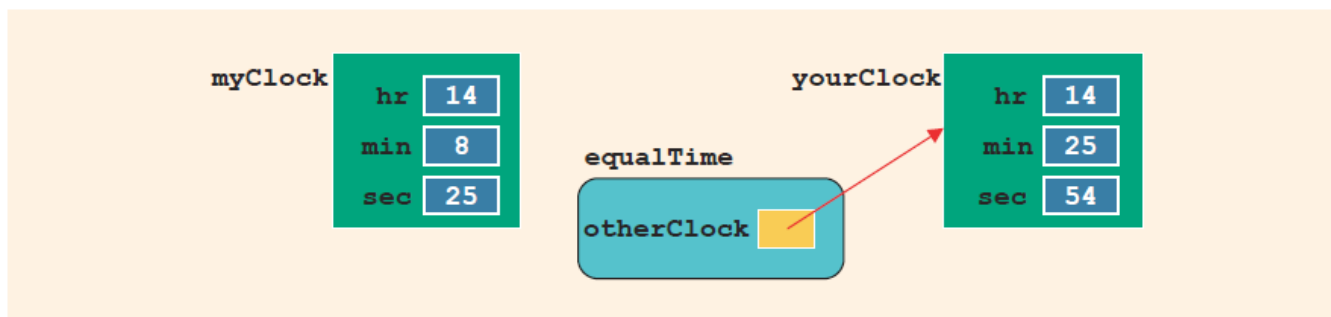 myClock
hr 14
min 8
sec 25
equalTime
otherClock
yourClock
hr 14
min 25
sec 54